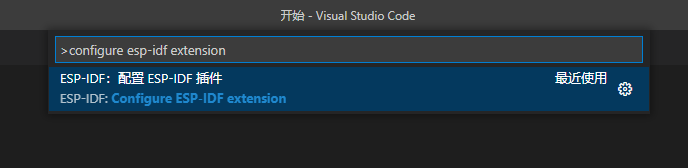 开始 - Visual Studio Code
>configure esp-idf extension
ESP-IDF：配置 ESP-IDF 插件 最近使用
ESP-IDF: Configure ESP-IDF extension